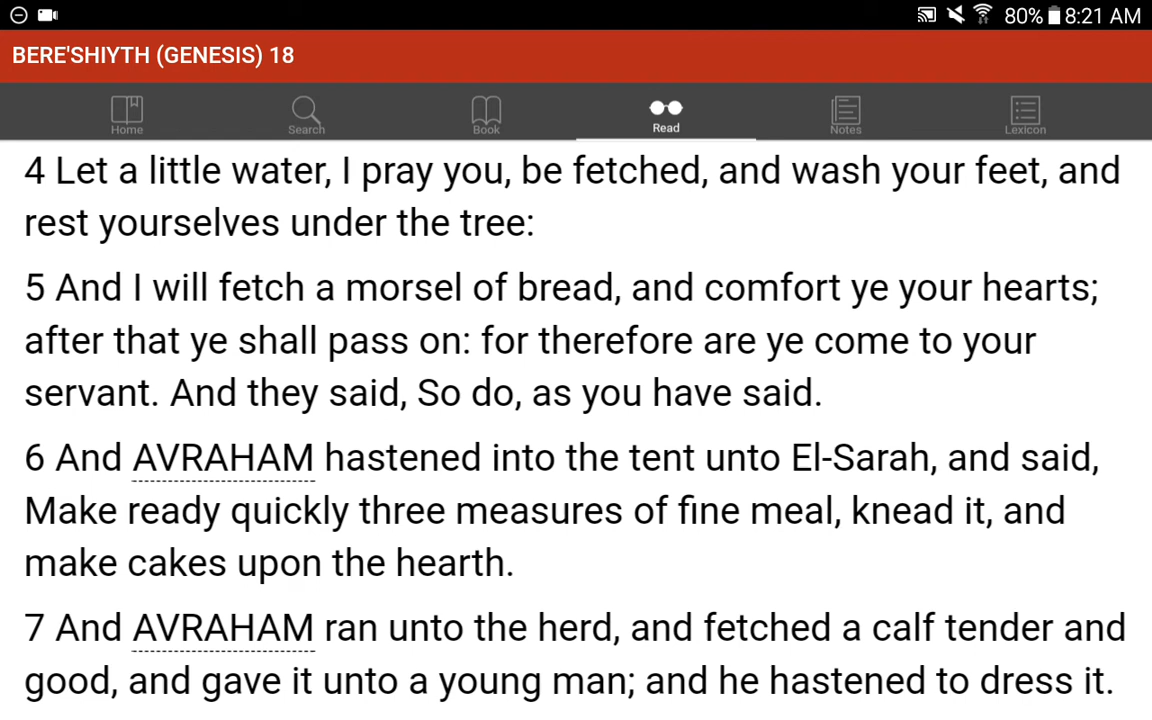 80% 8:21 AM
BERE'SHIYTH (GENESIS) 18
Home Search Book Read Notes Lexicon
4 Let a little water, I pray you, be fetched, and wash your feet, and
rest yourselves under the tree:
5 And I will fetch a morsel of bread, and comfort ye your hearts;
after that ye shall pass on: for therefore are ye come to your
servant. And they said, So do, as you have said.
6 And AVRAHAM hastened into the tent unto El-Sarah, and said,
Make ready quickly three measures of fine meal, knead it, and
make cakes upon the hearth.
7 And AVRAHAM ran unto the herd, and fetched a calf tender and
good, and gave it unto a young man; and he hastened to dress it.